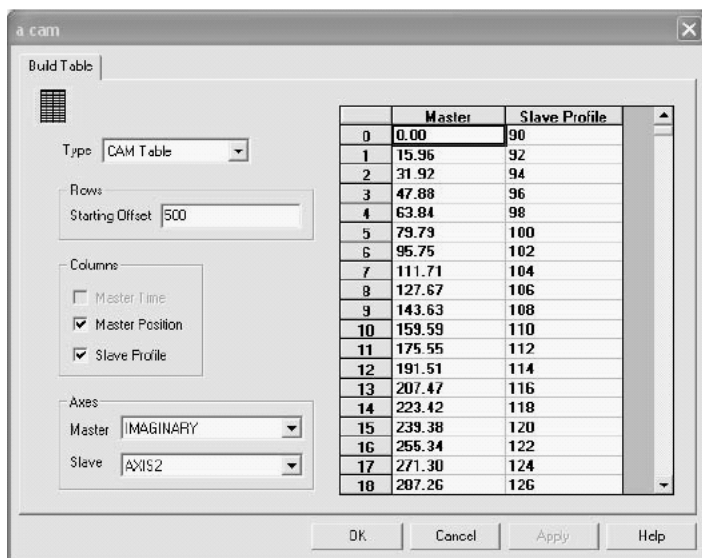 a cam
Build Table
Type CAM Table
Rows
Starting Offset 500
Columns
Master Time
Master Position
Slave Profile
Axes
Master IMAGINARY
Slave AXIS2
Master Slave Profile
0 0.00 90
1 15.96 92
2 31.92 94
3 47.88 96
4 63.84 98
5 79.79 100
6 95.75 102
7 111.71 104
8 127.67 106
9 143.63 108
10 159.59 110
11 175.55 112
12 191.51 114
13 207.47 116
14 223.42 118
15 239.38 120
16 255.34 122
17 271.30 124
18 287.26 126
OK Cancel Apply Help